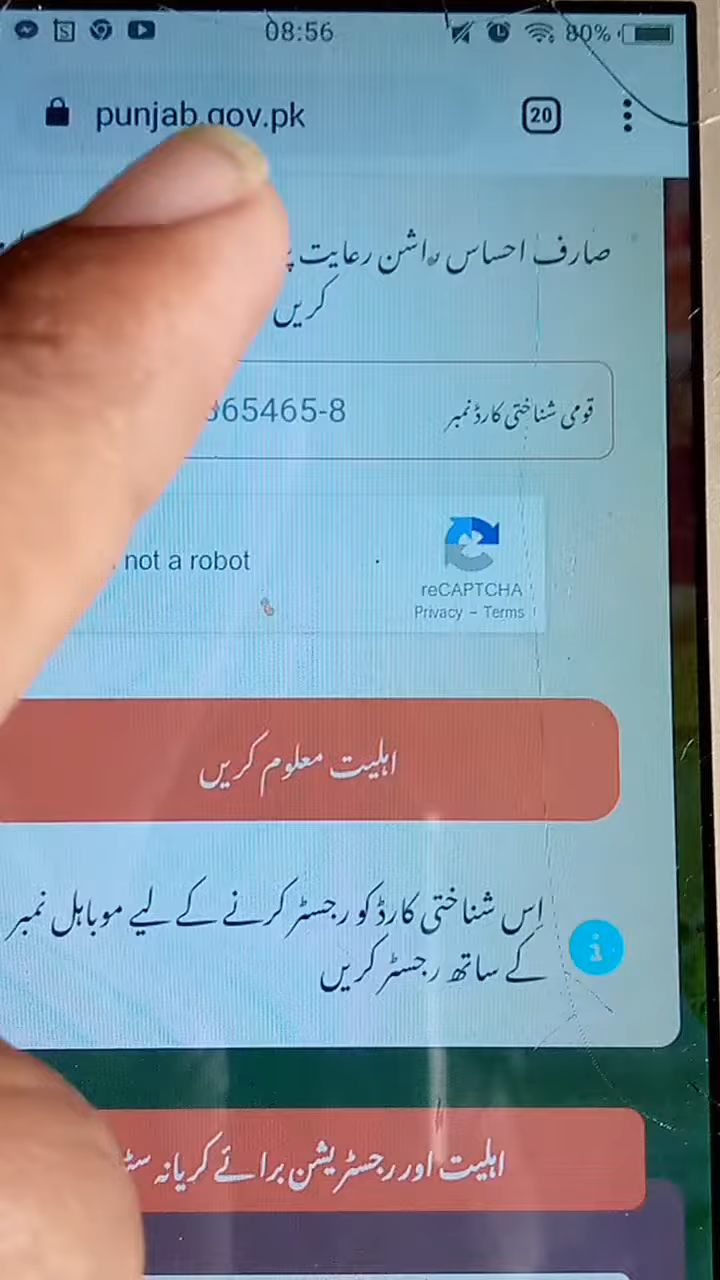 08:56
80%
punjab.gov.pk
20
صارف احساس راشن رعایت
کریں
قومی شناختی کارڈ نمبر
65465-8
not a robot
reCAPTCHA
Privacy – Terms
اہلیت معلوم کریں
اِس شناختی کارڈ کو رجسٹر کرنے کے لیے موبائل نمبر
کے ساتھ رجسٹر کریں
اہلیت اور رجسٹریشن برائے کریانہ